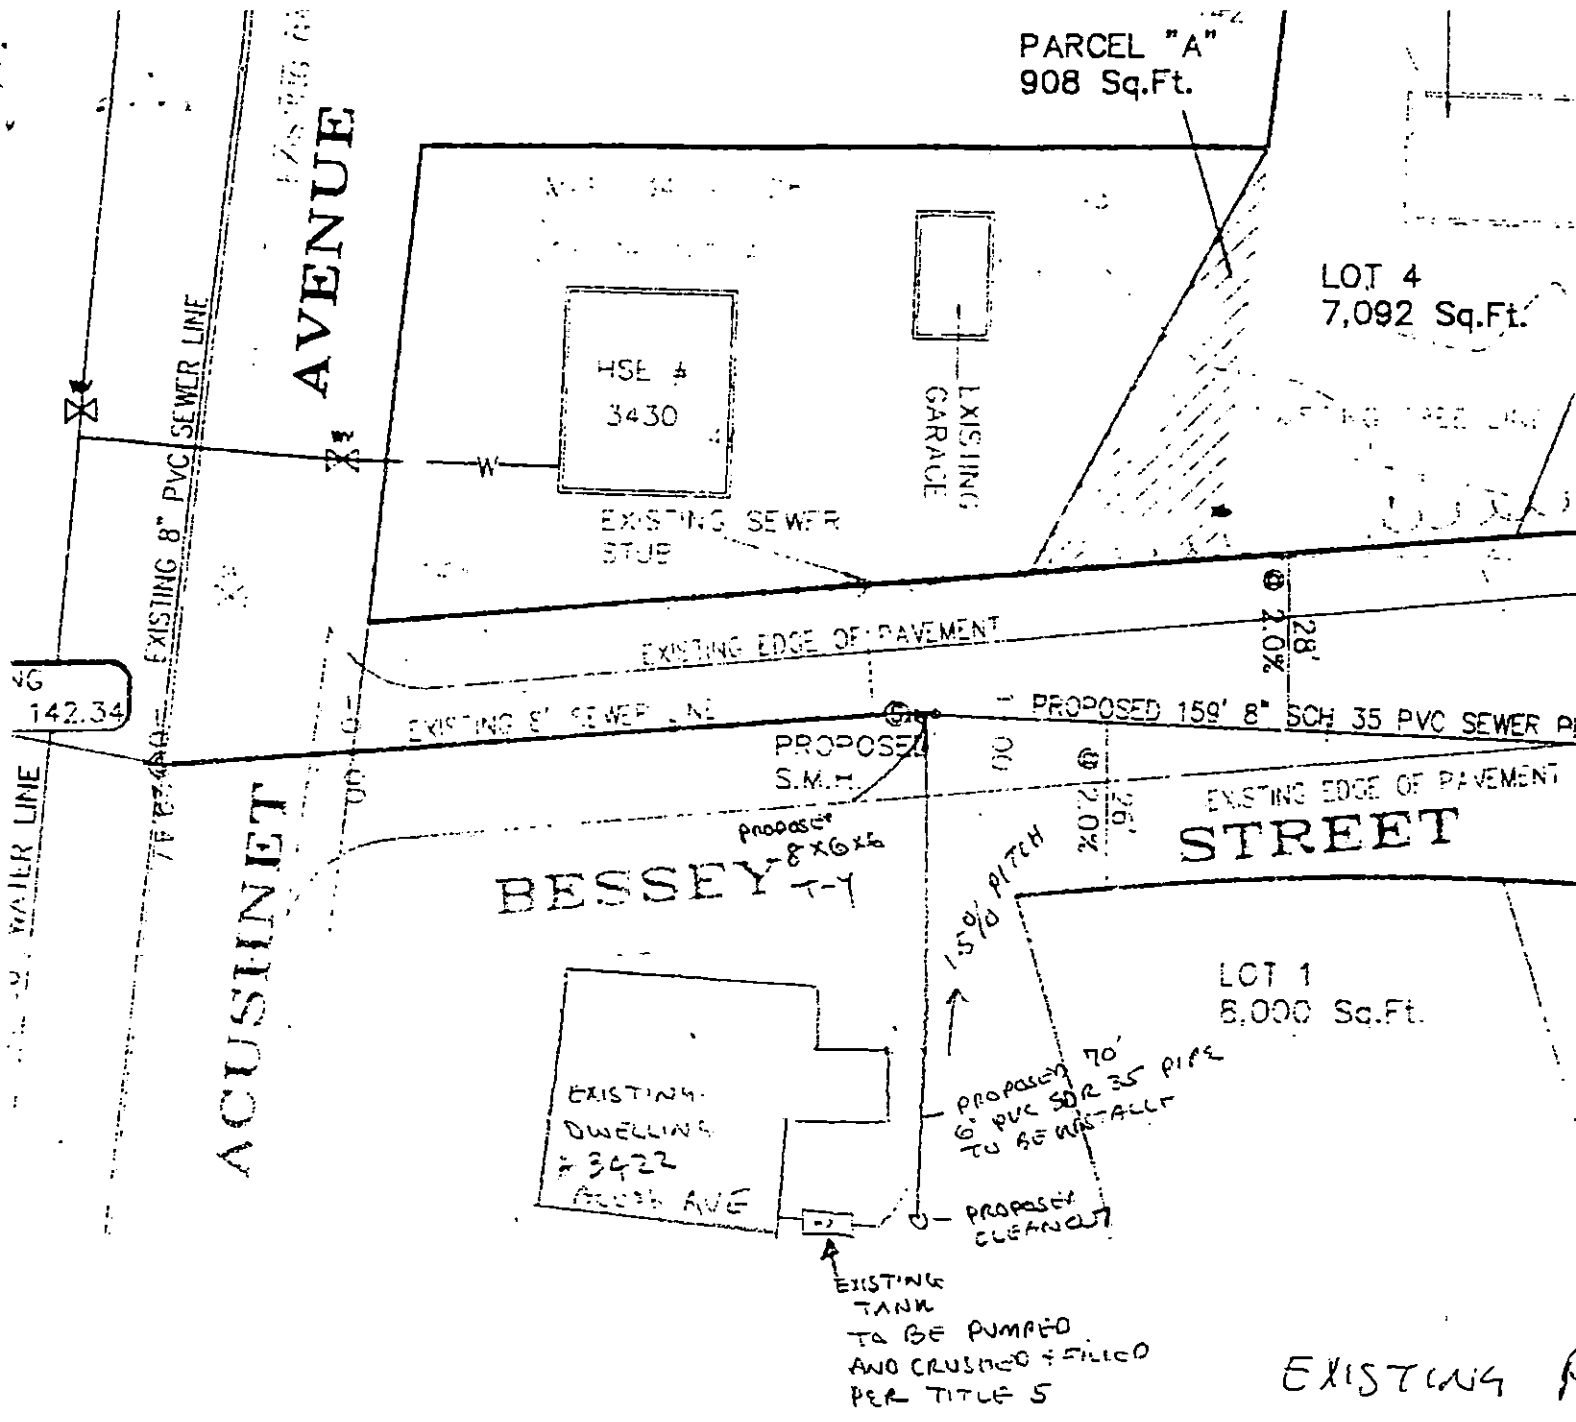 PARCEL "A"
908 Sq.Ft.
LOT 4
7,092 Sq.Ft.
AVENUE
EXISTING 8" PVC SEWER LINE
HSE #
3430
EXISTING
GARAGE
W
W
EXISTING SEWER
STUB
EXISTING EDGE OF PAVEMENT
@ 2.0%
28'
142.34
EXISTING 8" SEWER LINE
S
PROPOSED 159' 8" SCH 35 PVC SEWER
PROPOSED
S.M.H.
@ 2.0%
26'
EXISTING EDGE OF PAVEMENT
STREET
WATER LINE
PROPOSED
8X6X6
T-Y
BESSEY
1.5% PITCH
ACUSHNET
LOT 1
8,000 Sq.Ft.
EXISTING
DWELLING
# 3422
AVE
PROPOSED 70'
6" PVC SDR 35 PIPE
TO BE INSTALLED
PROPOSED
CLEANOUT
EXISTING
TANK
TO BE PUMPED
AND CRUSHED & FILLED
PER TITLE 5
EXISTING